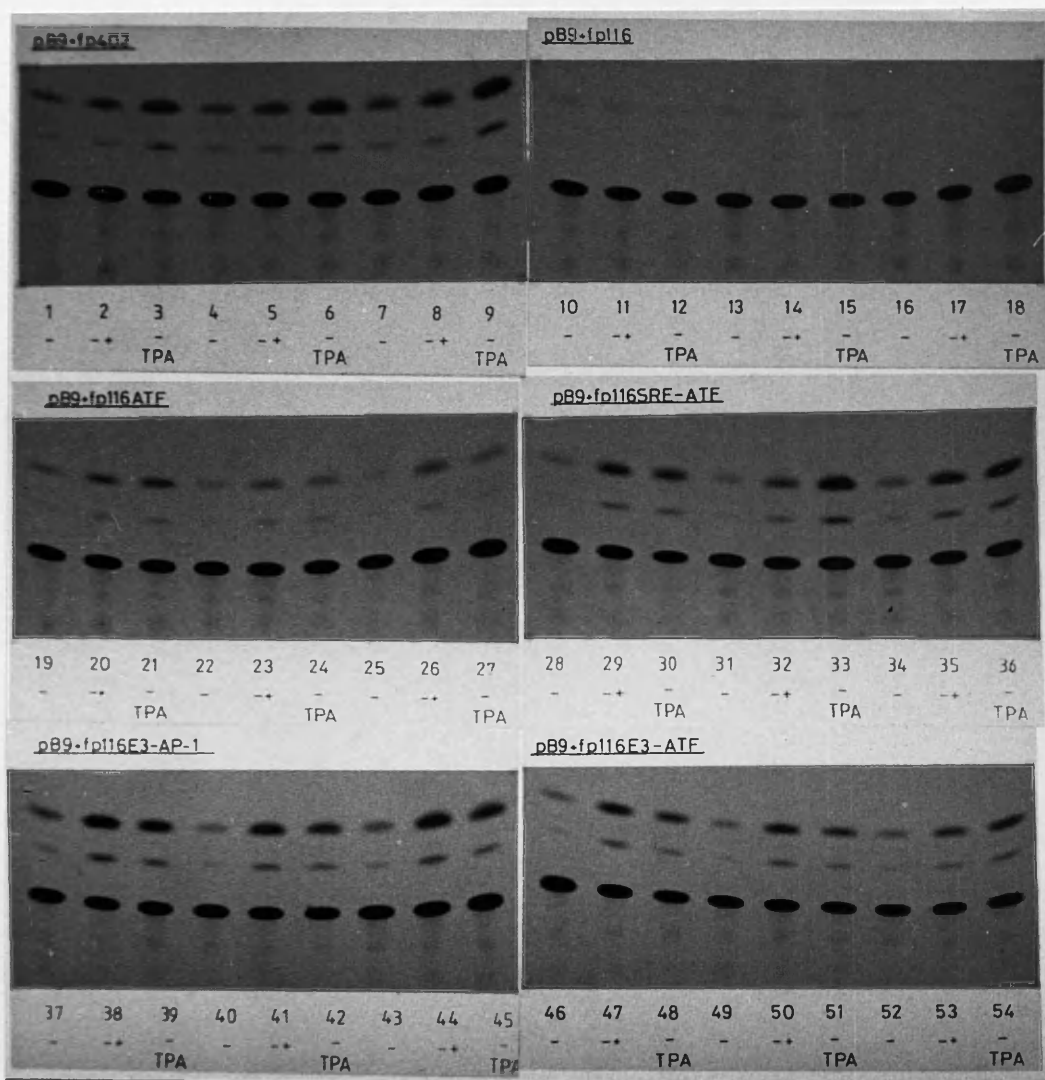 pB9+fp402
1 2 3 4 5 6 7 8 9
- -+ - - -+ - - -+ -
TPA TPA TPA
pB9+fp116
10 11 12 13 14 15 16 17 18
- -+ - - -+ - - -+ -
TPA TPA TPA
pB9+fp116ATF
19 20 21 22 23 24 25 26 27
- -+ - - -+ - - -+ -
TPA TPA TPA
pB9+fp116SRE-ATF
28 29 30 31 32 33 34 35 36
- -+ - - -+ - - -+ -
TPA TPA TPA
pB9+fp116E3-AP-1
37 38 39 40 41 42 43 44 45
- -+ - - -+ - - -+ -
TPA TPA TPA
pB9+fp116E3-ATF
46 47 48 49 50 51 52 53 54
- -+ - - -+ - - -+ -
TPA TPA TPA